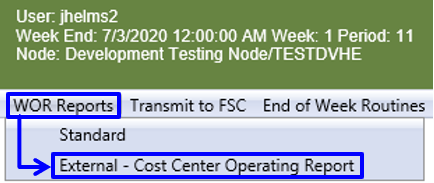 User: jhelms2
Week End: 7/3/2020 12:00:00 AM Week: 1 Period: 11
Node: Development Testing Node/TESTDVHE
WOR Reports Transmit to FSC End of Week Routines
Standard
External - Cost Center Operating Report